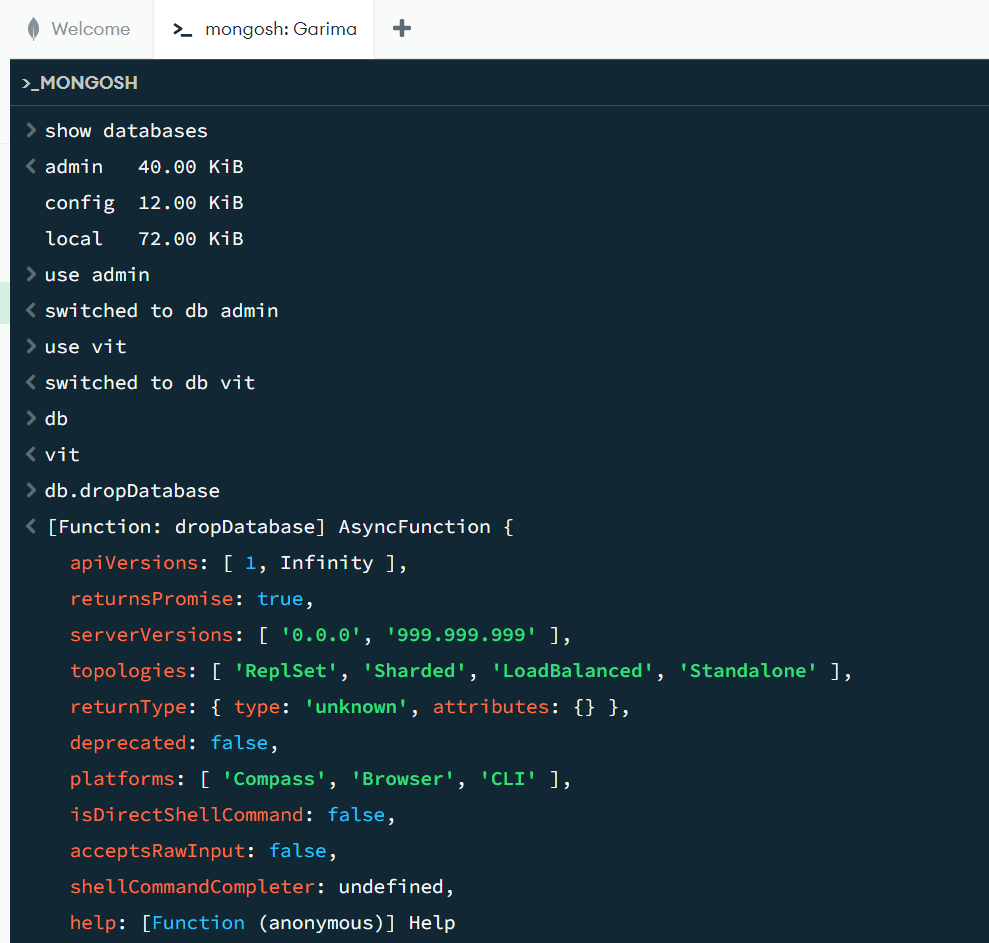 Welcome
>_ mongosh: Garima
>_MONGOSH
> show databases
< admin   40.00 KiB
config  12.00 KiB
local   72.00 KiB
> use admin
< switched to db admin
> use vit
< switched to db vit
> db
< vit
> db.dropDatabase
< [Function: dropDatabase] AsyncFunction {
apiVersions: [ 1, Infinity ],
returnsPromise: true,
serverVersions: [ '0.0.0', '999.999.999' ],
topologies: [ 'ReplSet', 'Sharded', 'LoadBalanced', 'Standalone' ],
returnType: { type: 'unknown', attributes: {} },
deprecated: false,
platforms: [ 'Compass', 'Browser', 'CLI' ],
isDirectShellCommand: false,
acceptsRawInput: false,
shellCommandCompleter: undefined,
help: [Function (anonymous)] Help